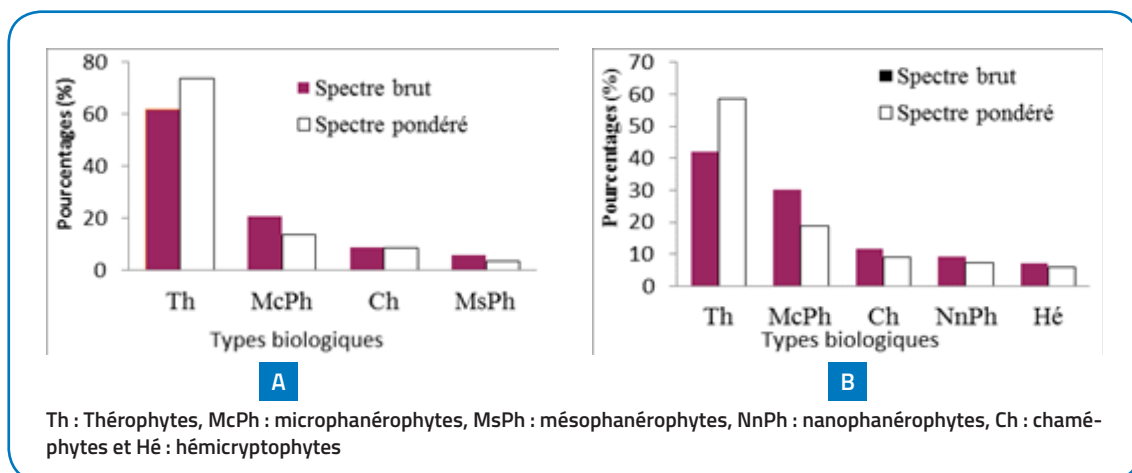 80
60
40
20
0
Pourcentages (%)
Spectre brut
Spectre pondéré
Th McPh Ch MsPh
Types biologiques
A
70
60
50
40
30
20
10
0
Pourcentages (%)
Spectre brut
Spectre pondéré
Th McPh Ch NnPh Hé
Types biologiques
B
Th : Thérophytes, McPh : microphanérophytes, MsPh : mésophanérophytes, NnPh : nanophanérophytes, Ch : chamé-
phytes et Hé : hémicryptophytes